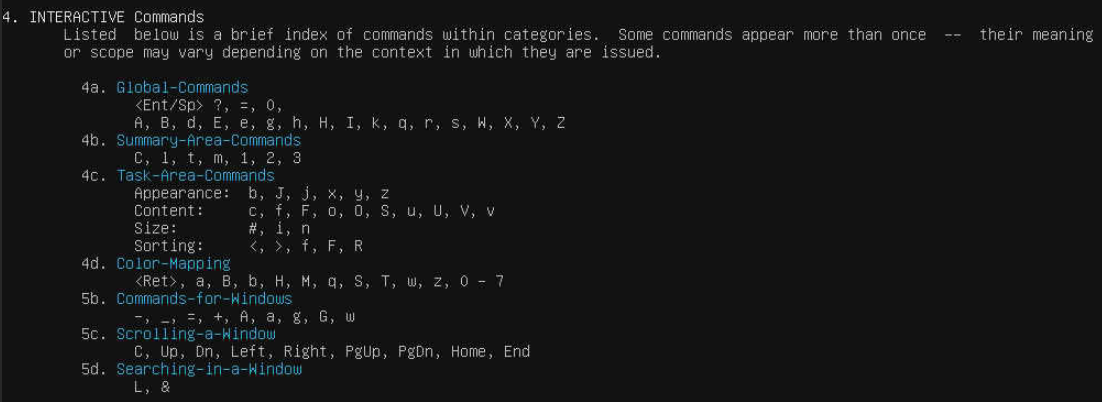 4. INTERACTIVE Commands
Listed below is a brief index of commands within categories. Some commands appear more than once -- their meaning
or scope may vary depending on the context in which they are issued.
4a. Global-Commands
<Ent/Sp> ?, =, 0,
A, B, d, E, e, g, h, H, I, k, q, r, s, W, X, Y, Z
4b. Summary-Area-Commands
C, l, t, m, 1, 2, 3
4c. Task-Area-Commands
Appearance: b, J, j, x, y, z
Content: c, f, F, o, O, S, u, U, V, v
Size: #, i, n
Sorting: <, >, f, F, R
4d. Color-Mapping
<Ret>, a, B, b, H, M, q, S, T, w, z, 0 - 7
5b. Commands-for-Windows
-, _, =, +, A, a, g, G, w
5c. Scrolling-a-Window
C, Up, Dn, Left, Right, PgUp, PgDn, Home, End
5d. Searching-in-a-Window
L, &